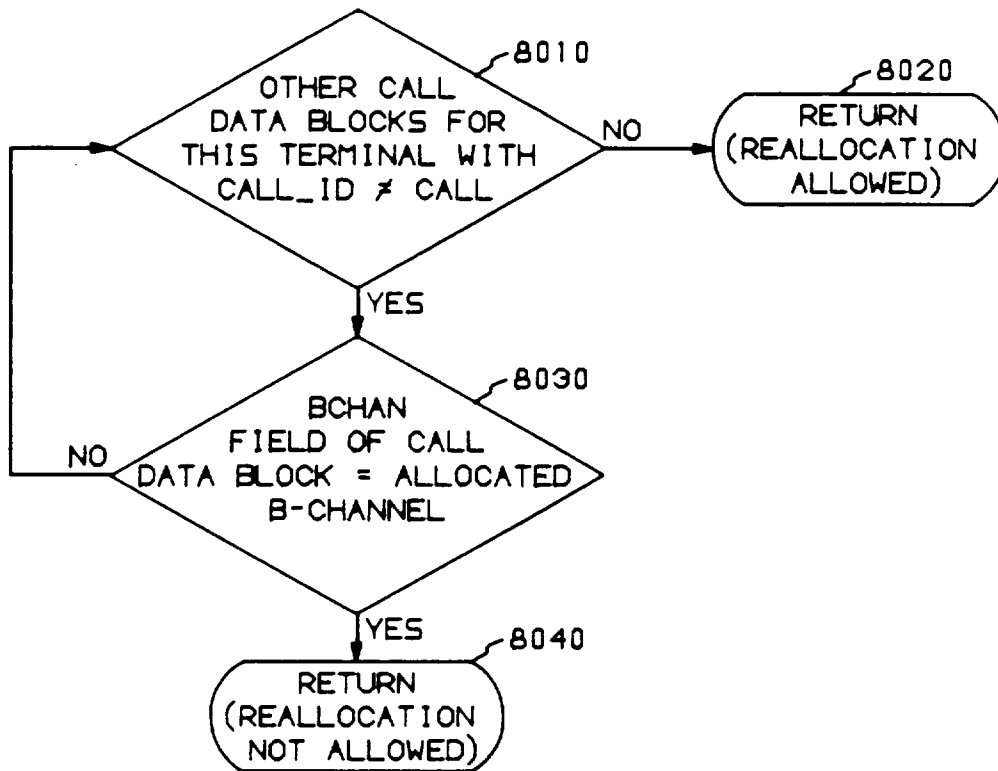 8010
OTHER CALL
DATA BLOCKS FOR
THIS TERMINAL WITH
CALL_ID ≠ CALL
NO
8020
RETURN
(REALLOCATION
ALLOWED)
YES
8030
BCHAN
FIELD OF CALL
DATA BLOCK = ALLOCATED
B-CHANNEL
NO
YES
8040
RETURN
(REALLOCATION
NOT ALLOWED)